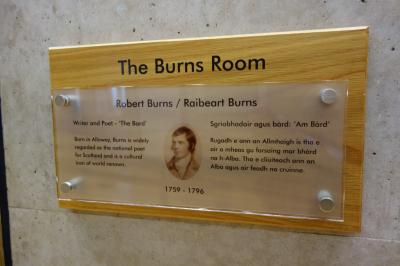 The Burns Room
Robert Burns / Raibeart Burns
Writer and Poet - 'The Bard'
Born in Alloway, Burns is widely
regarded as the national poet
for Scotland and is a cultural
icon of world renown.
Sgrìobhadair agus bàrd: 'Am Bàrd'
Rugadh e ann an Allmhaigh is tha e
air a mheas gu farsaing mar bhàrd
na h-Alba. Tha e cliùiteach ann an
Alba agus air feadh na cruinne.
1759 - 1796